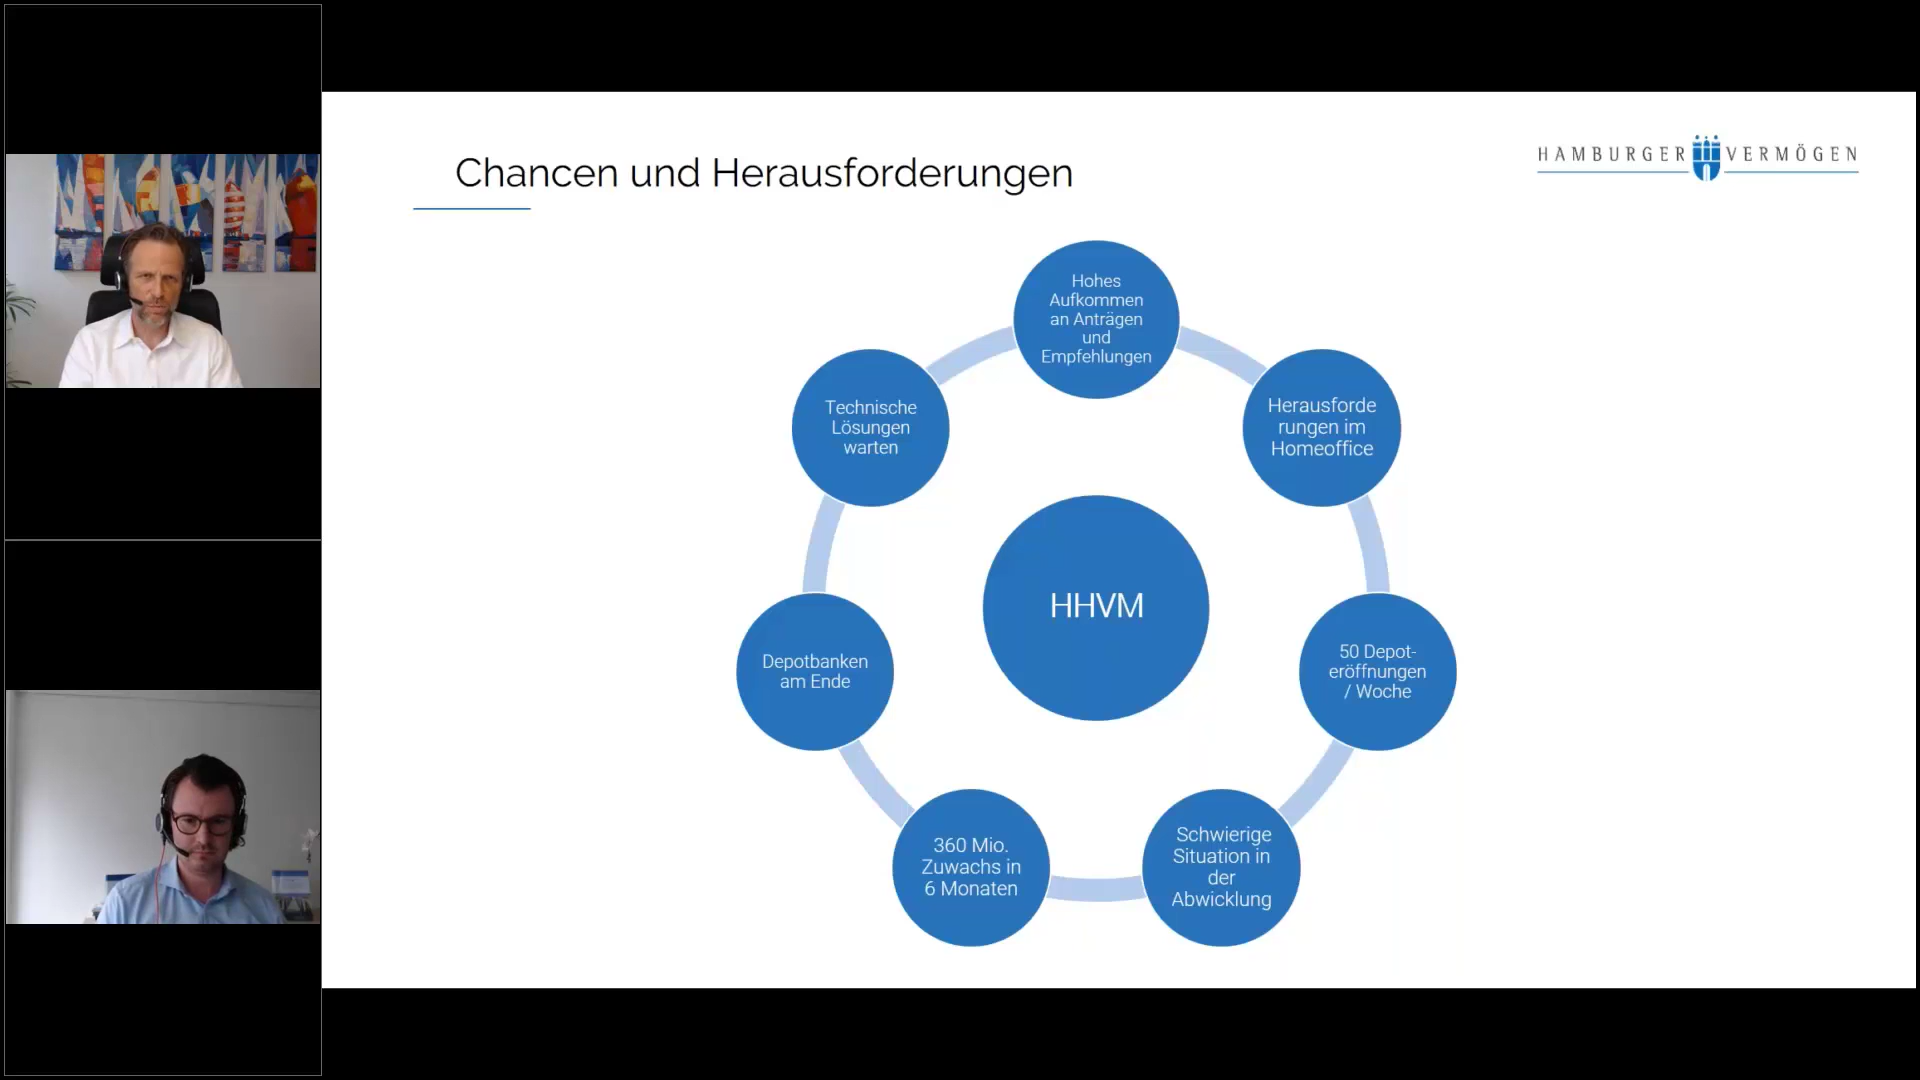 Chancen und Herausforderungen
HAMBURGER VERMÖGEN
Hohes
Aufkommen
an Anträgen
und
Empfehlungen
Herausforde
rungen im
Homeoffice
50 Depot-
eröffnungen
/ Woche
Schwierige
Situation in
der
Abwicklung
360 Mio.
Zuwachs in
6 Monaten
Depotbanken
am Ende
Technische
Lösungen
warten
HHVM